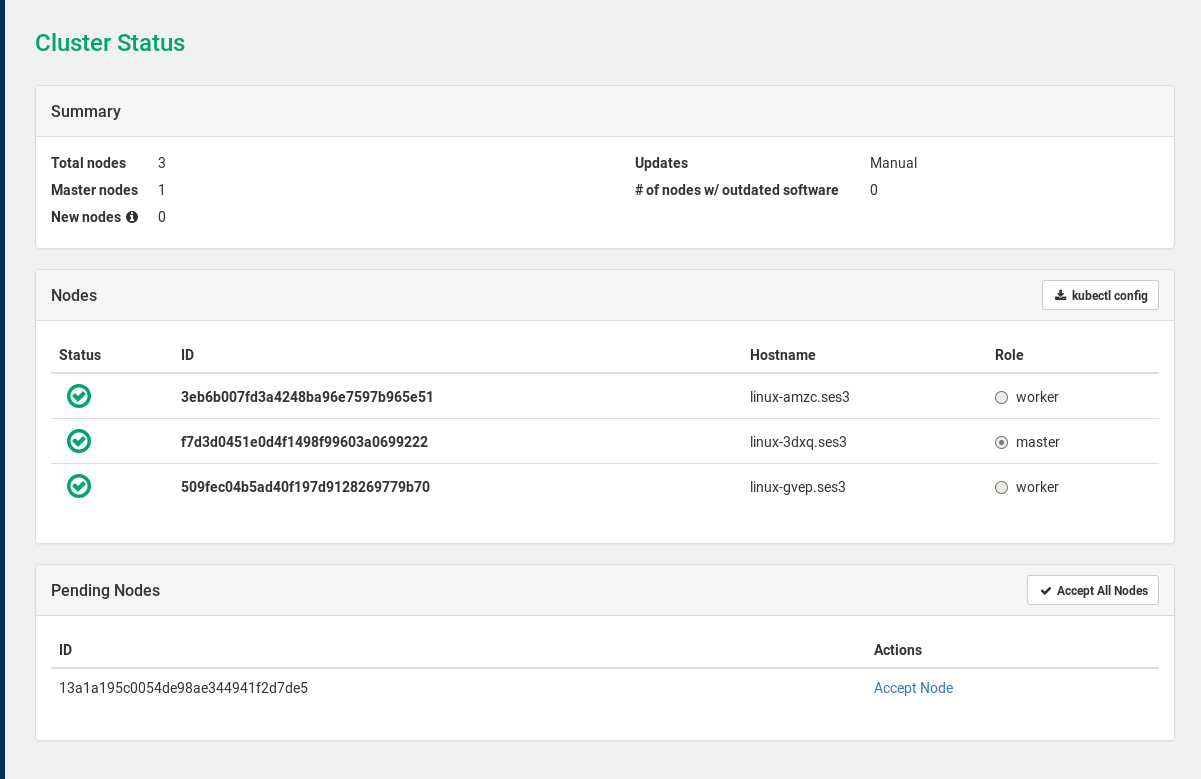 Cluster Status
Summary
Total nodes 3
Updates Manual
Master nodes 1
# of nodes w/ outdated software 0
New nodes 0
Nodes
kubectl config
Status ID Hostname Role
3eb6b007fd3a4248ba96e7597b965e51 linux-amzc.ses3 worker
f7d3d0451e0d4f1498f99603a0699222 linux-3dxq.ses3 master
509fec04b5ad40f197d9128269779b70 linux-gvep.ses3 worker
Pending Nodes
Accept All Nodes
ID Actions
13a1a195c0054de98ae344941f2d7de5 Accept Node